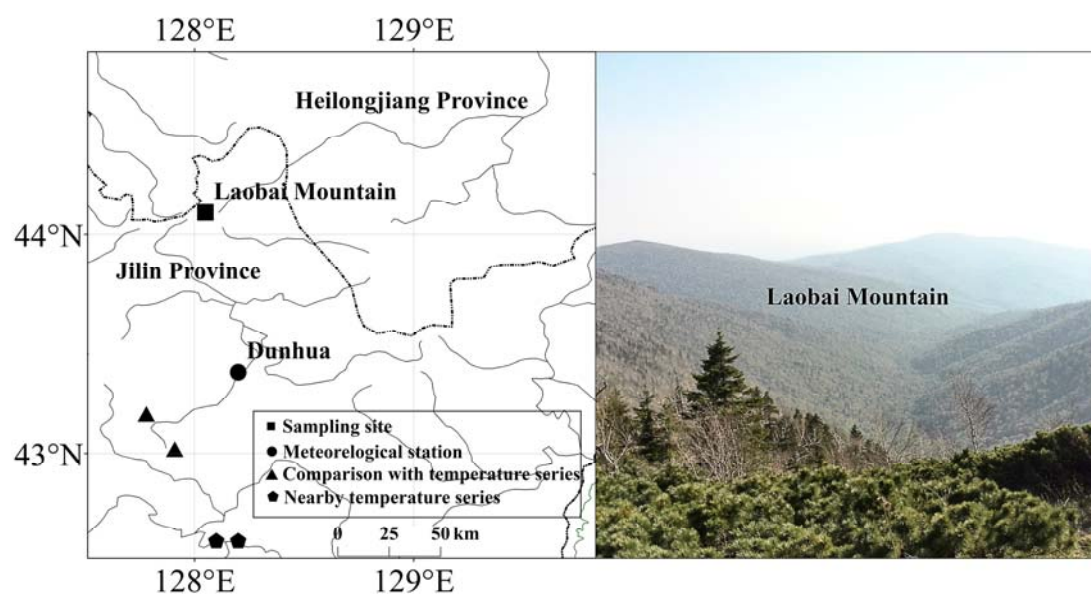 128°E
129°E
Heilongjiang Province
Laobai Mountain
44°N
Jilin Province
Dunhua
Sampling site
Meteorelogical station
43°N
Comparison with temperature series
Nearby temperature series
0 25 50 km
128°E
129°E
Laobai Mountain